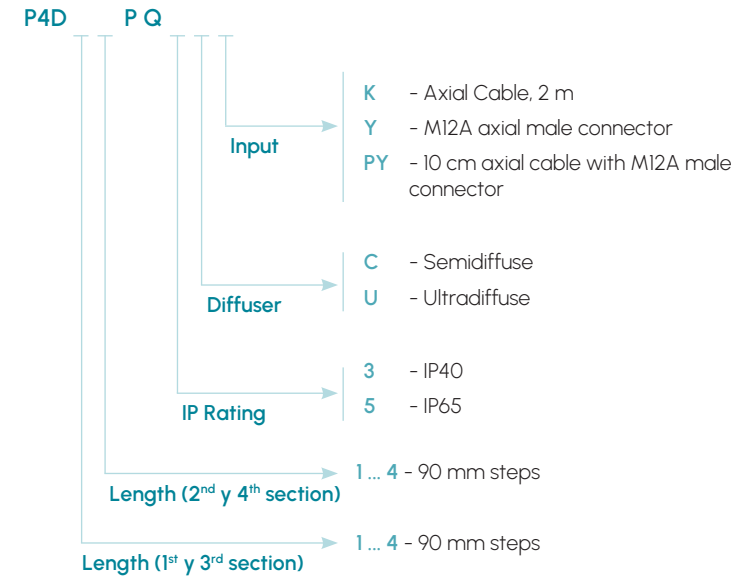 P4D P Q
K - Axial Cable, 2 m
Y - M12A axial male connector
Input
PY - 10 cm axial cable with M12A male
connector
C - Semidiffuse
Diffuser
U - Ultradiffuse
3 - IP40
IP Rating
5 - IP65
1 ... 4 - 90 mm steps
Length (2nd y 4th section)
1 ... 4 - 90 mm steps
Length (1st y 3rd section)